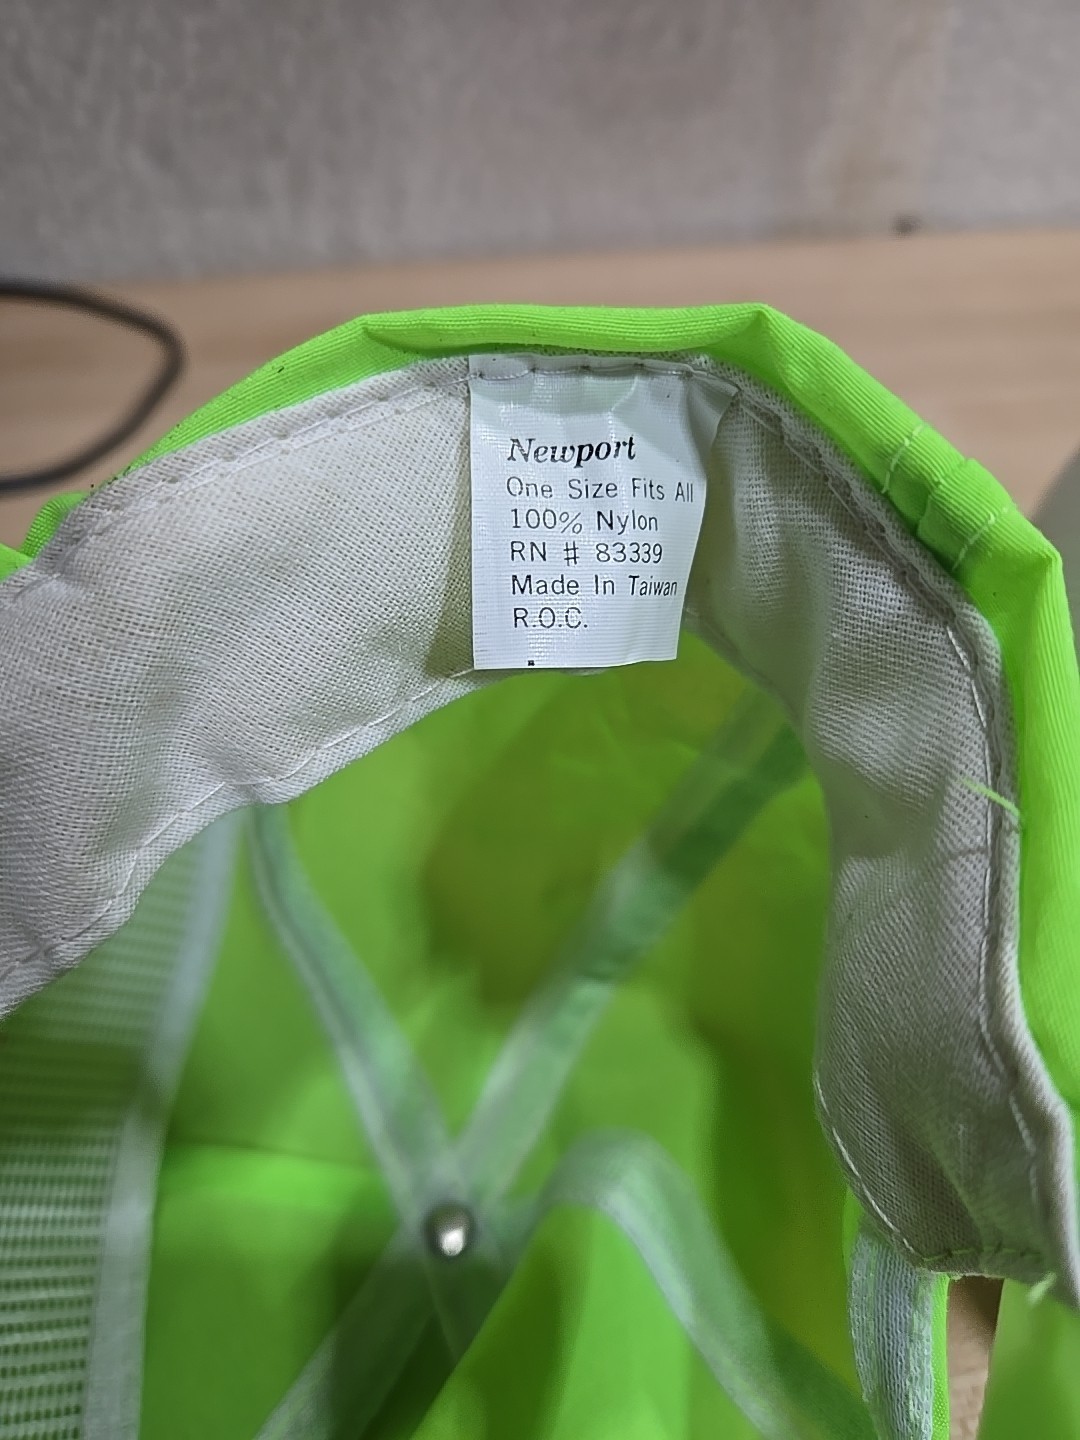 Newport
One Size Fits All
100% Nylon
RN # 83339
Made In Taiwan
R.O.C.